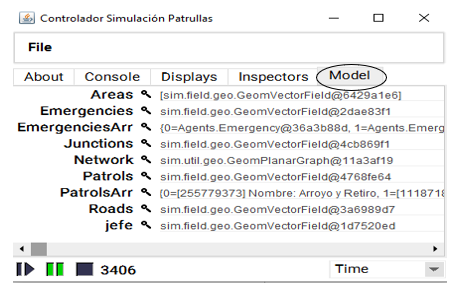 Controlador Simulación Patrullas
File
About Console Displays Inspectors Model
Areas [sim.field.geo.GeomVectorField@6429a1e6]
Emergencies sim.field.geo.GeomVectorField@2dae83f1
EmergenciesArr {0=Agents.Emergency@36a3b88d, 1=Agents.Emerg
Junctions sim.field.geo.GeomVectorField@4cb869f1
Network sim.util.geo.GeomPlanarGraph@11a3af19
Patrols sim.field.geo.GeomVectorField@4768fe64
PatrolsArr {0=[255779373] Nombre: Arroyo y Retiro, 1=[1118718
Roads sim.field.geo.GeomVectorField@3a6989d7
jefe sim.field.geo.GeomVectorField@1d7520ed
3406 Time